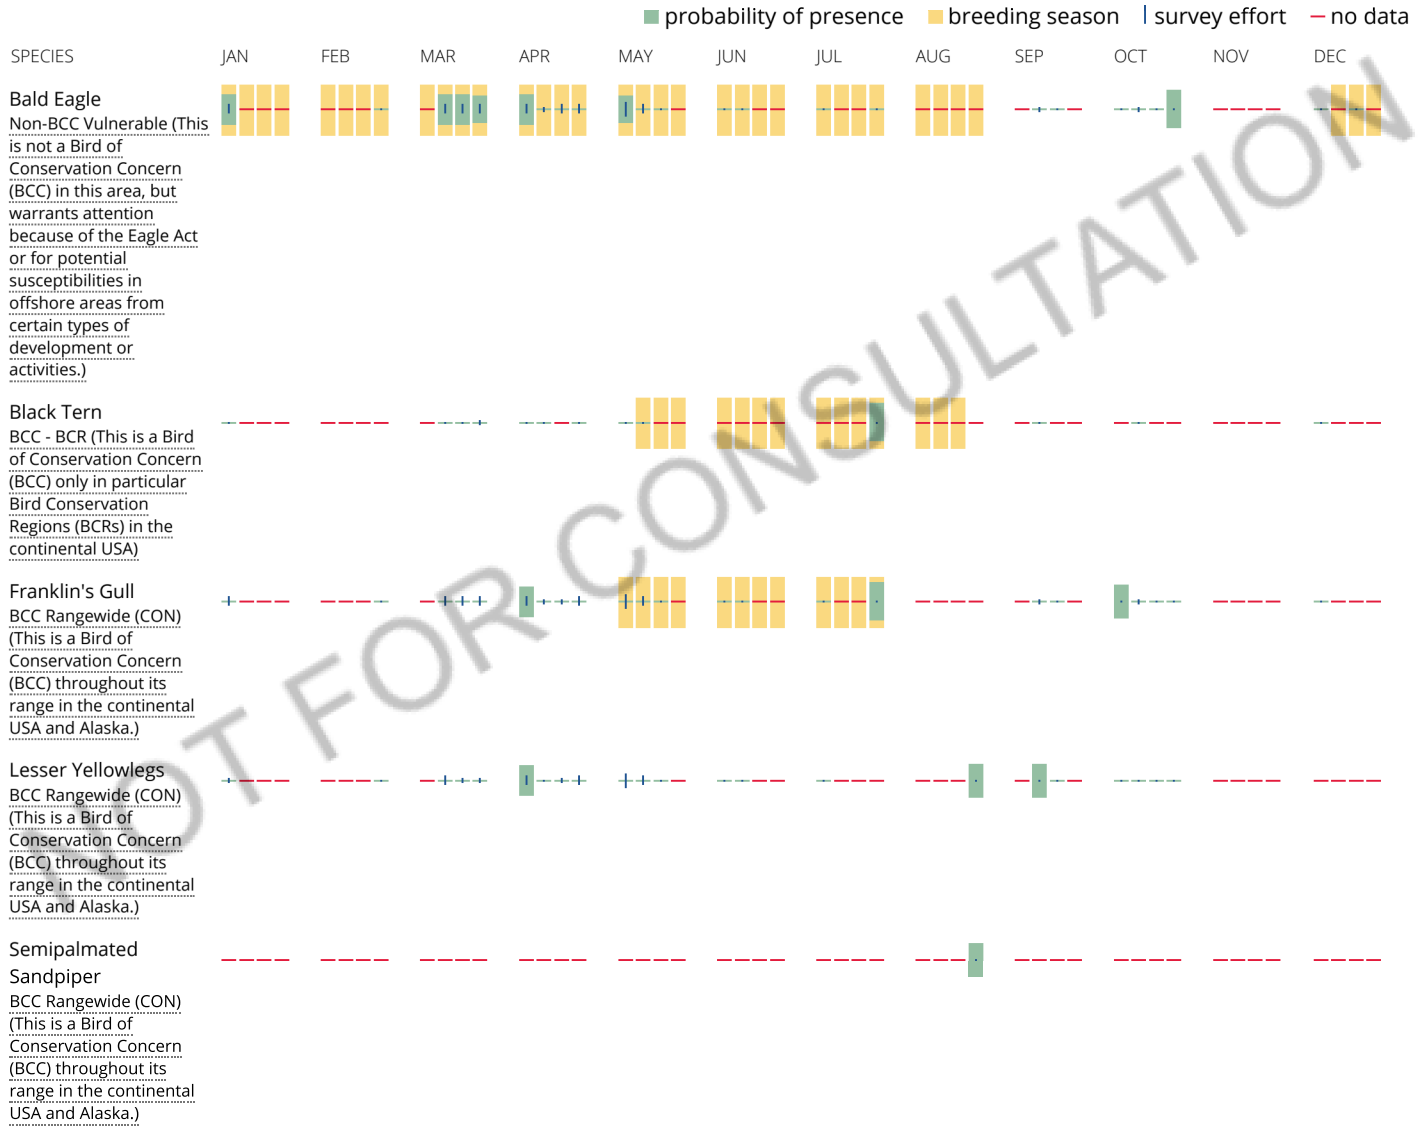 probability of presence breeding season survey effort no data
SPECIES JAN FEB MAR APR MAY JUN JUL AUG SEP OCT NOV DEC
Bald Eagle
Non-BCC Vulnerable (This
is not a Bird of
Conservation Concern
(BCC) in this area, but
warrants attention
because of the Eagle Act
or for potential
susceptibilities in
offshore areas from
certain types of
development or
activities.)
Black Tern
BCC - BCR (This is a Bird
of Conservation Concern
(BCC) only in particular
Bird Conservation
Regions (BCRs) in the
continental USA)
Franklin's Gull
BCC Rangewide (CON)
(This is a Bird of
Conservation Concern
(BCC) throughout its
range in the continental
USA and Alaska.)
Lesser Yellowlegs
BCC Rangewide (CON)
(This is a Bird of
Conservation Concern
(BCC) throughout its
range in the continental
USA and Alaska.)
Semipalmated
Sandpiper
BCC Rangewide (CON)
(This is a Bird of
Conservation Concern
(BCC) throughout its
range in the continental
USA and Alaska.)
NOT FOR CONSULTATION